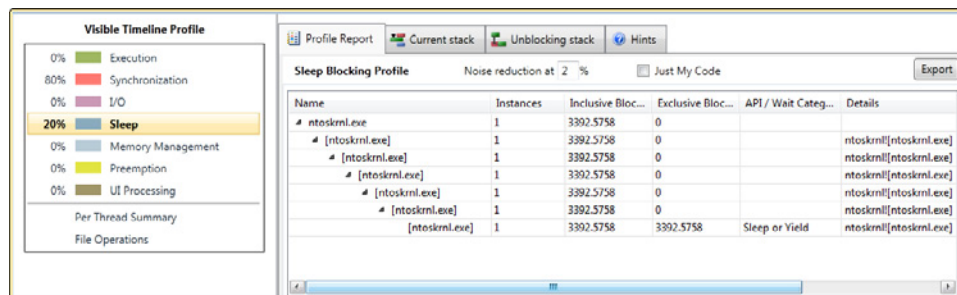 Visible Timeline Profile
0% Execution
80% Synchronization
0% I/O
20% Sleep
0% Memory Management
0% Preemption
0% UI Processing
Per Thread Summary
File Operations
Profile Report Current stack Unblocking stack Hints
Sleep Blocking Profile Noise reduction at 2 % Just My Code Export
Name Instances Inclusive Bloc... Exclusive Bloc... API / Wait Categ... Details
ntoskrnl.exe 1 3392.5758 0
[ntoskrnl.exe] 1 3392.5758 0 ntoskrnl![ntoskrnl.exe]
[ntoskrnl.exe] 1 3392.5758 0 ntoskrnl![ntoskrnl.exe]
[ntoskrnl.exe] 1 3392.5758 0 ntoskrnl![ntoskrnl.exe]
[ntoskrnl.exe] 1 3392.5758 0 ntoskrnl![ntoskrnl.exe]
[ntoskrnl.exe] 1 3392.5758 0 ntoskrnl![ntoskrnl.exe]
[ntoskrnl.exe] 1 3392.5758 3392.5758 Sleep or Yield ntoskrnl![ntoskrnl.exe]